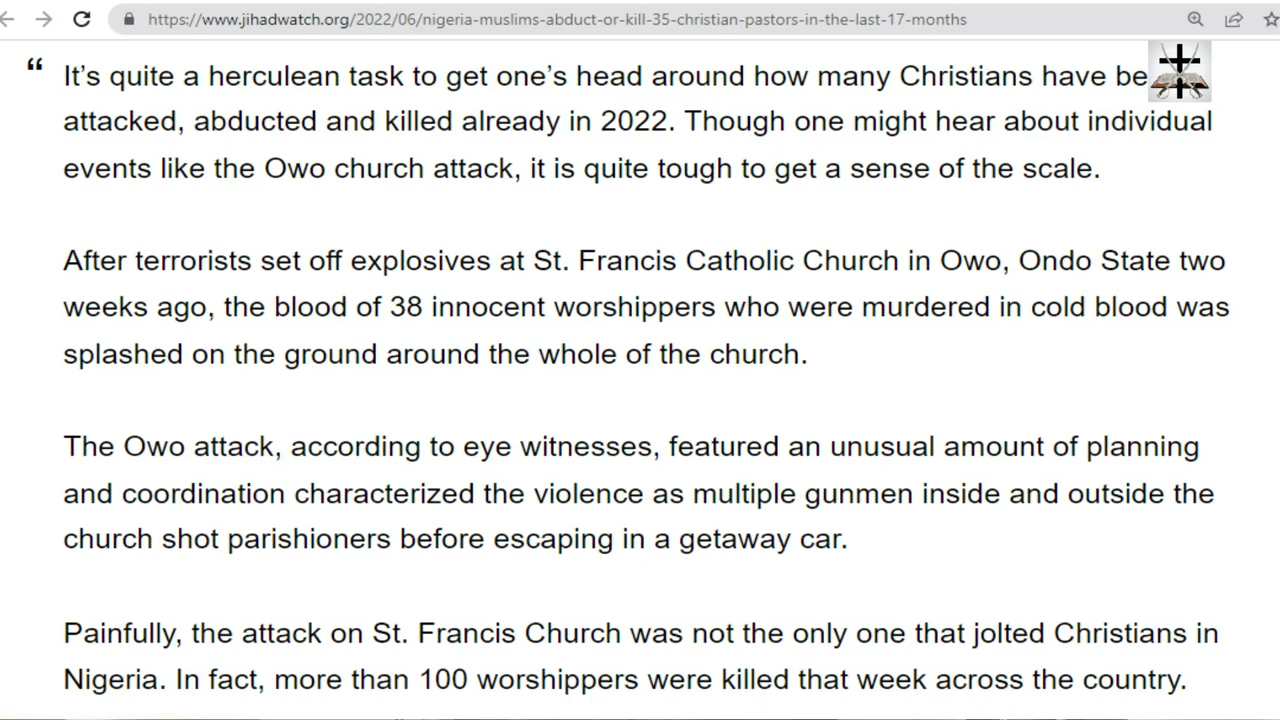 https://www.jihadwatch.org/2022/06/nigeria-muslims-abduct-or-kill-35-christian-pastors-in-the-last-17-months
“ It’s quite a herculean task to get one’s head around how many Christians have be
attacked, abducted and killed already in 2022. Though one might hear about individual
events like the Owo church attack, it is quite tough to get a sense of the scale.
After terrorists set off explosives at St. Francis Catholic Church in Owo, Ondo State two
weeks ago, the blood of 38 innocent worshippers who were murdered in cold blood was
splashed on the ground around the whole of the church.
The Owo attack, according to eye witnesses, featured an unusual amount of planning
and coordination characterized the violence as multiple gunmen inside and outside the
church shot parishioners before escaping in a getaway car.
Painfully, the attack on St. Francis Church was not the only one that jolted Christians in
Nigeria. In fact, more than 100 worshippers were killed that week across the country.